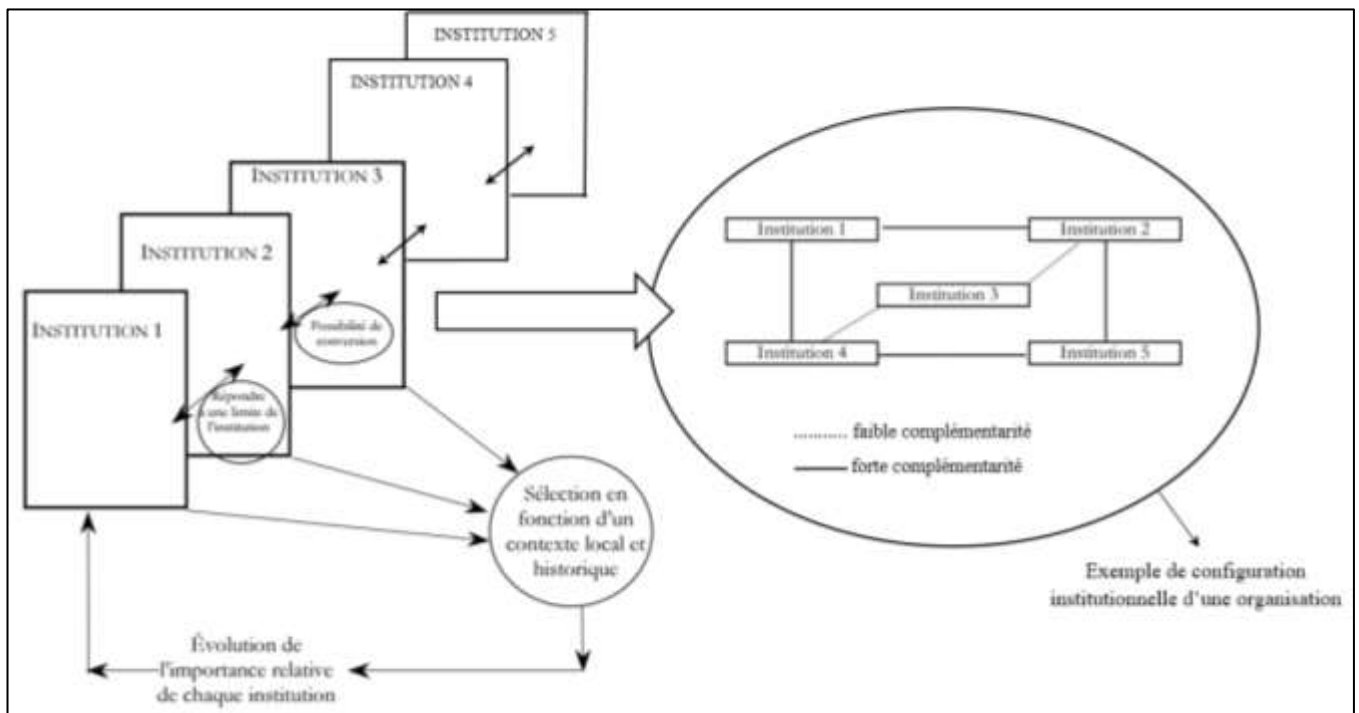 INSTITUTION 5
INSTITUTION 4
INSTITUTION 3
INSTITUTION 2
INSTITUTION 1
Possibilité de
conversion
Répondre
à une limite de
l'institution
Sélection en
fonction d'un
contexte local et
historique
Évolution de
l'importance relative
de chaque institution
Institution 1
Institution 2
Institution 3
Institution 4
Institution 5
faible complémentarité
forte complémentarité
Exemple de configuration
institutionnelle d'une organisation